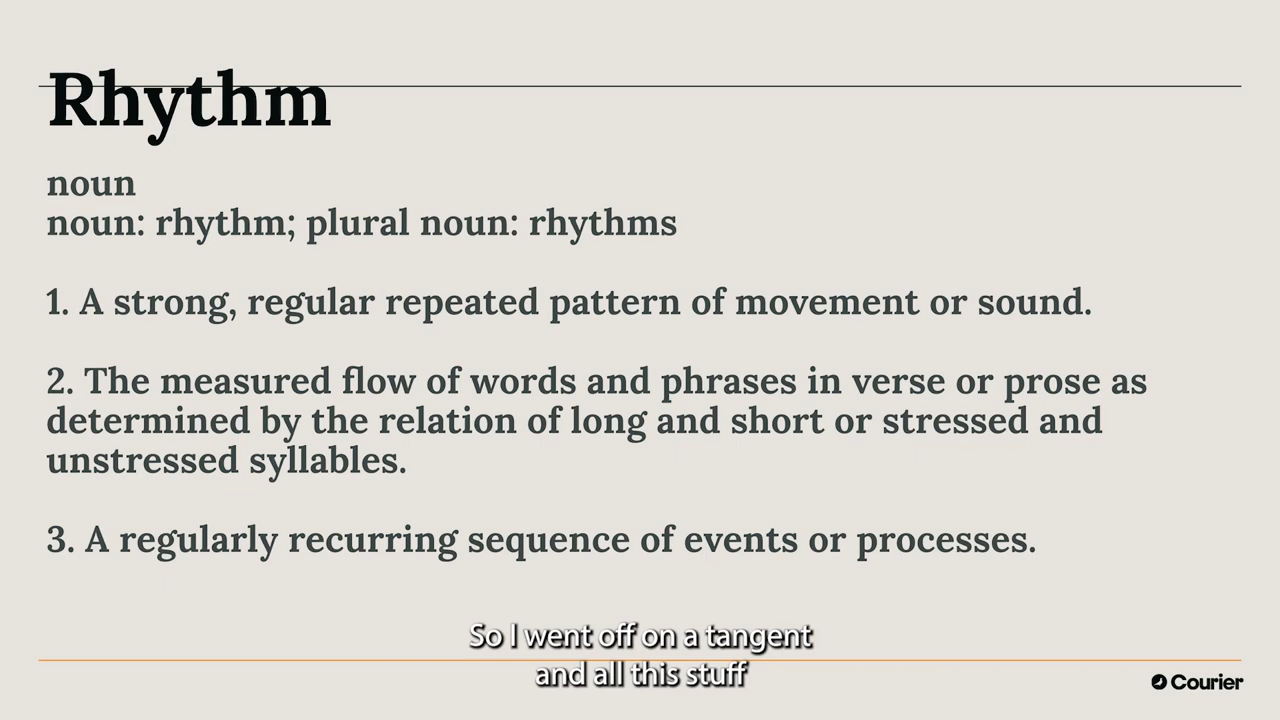 Rhythm
noun
noun: rhythm; plural noun: rhythms
1. A strong, regular repeated pattern of movement or sound.
2. The measured flow of words and phrases in verse or prose as
determined by the relation of long and short or stressed and
unstressed syllables.
3. A regularly recurring sequence of events or processes.
So I went off on a tangent
and all this stuff
Courier